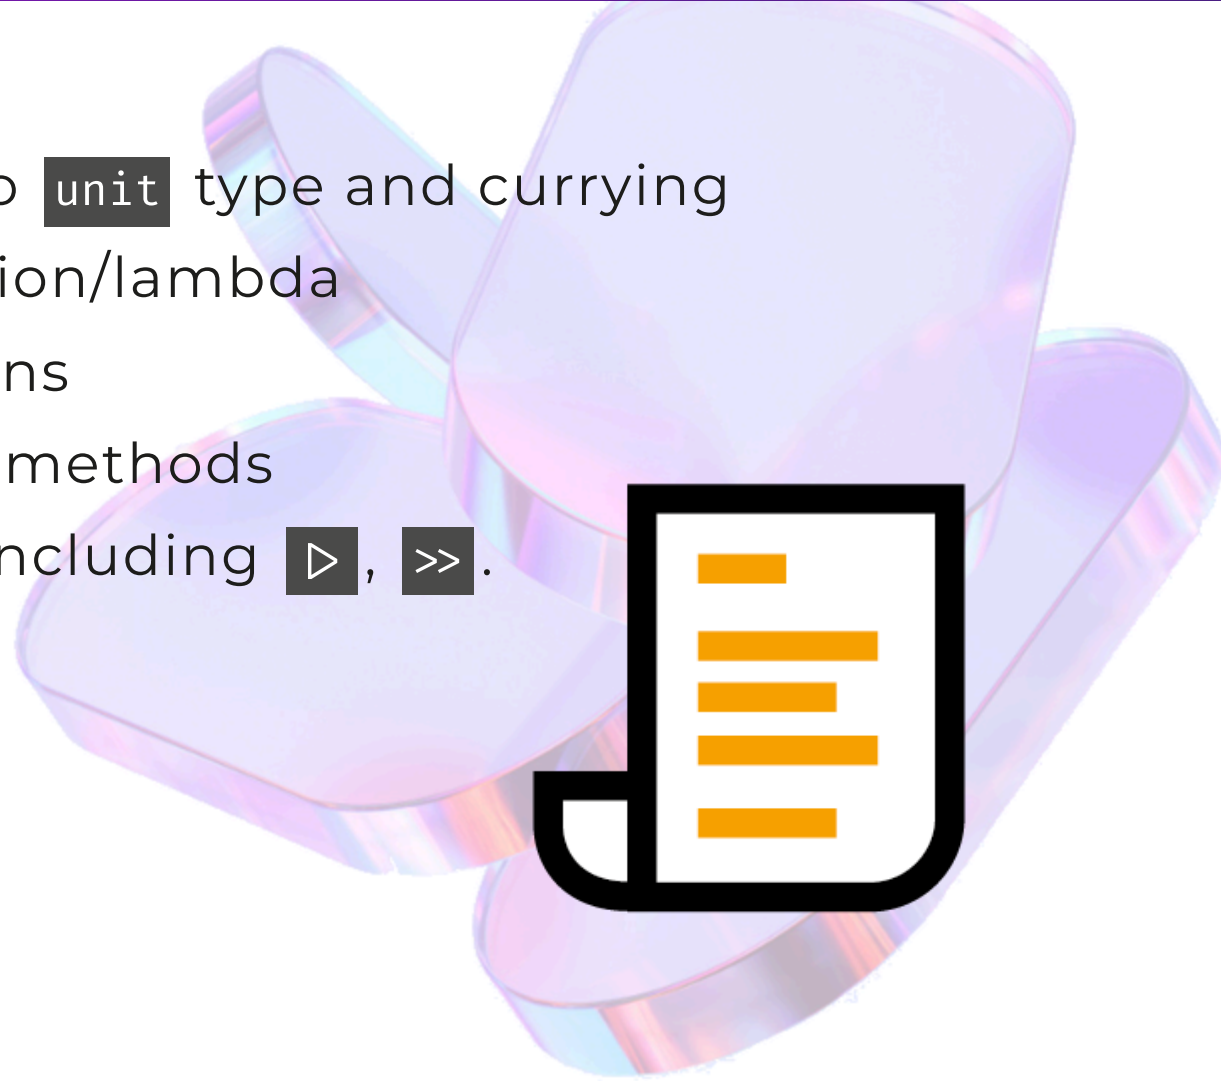 o unit type and currying
ion/lambda
ns
methods
ncluding |>, >>.